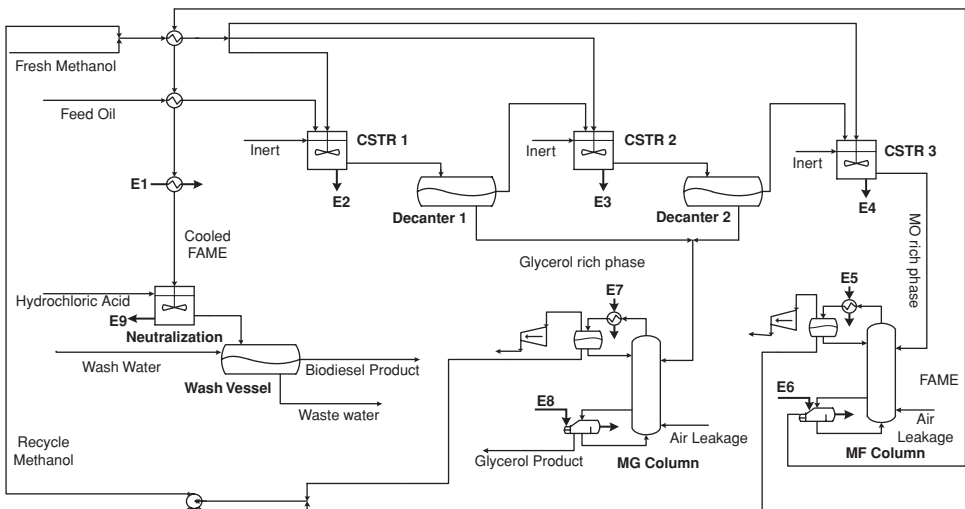 Fresh Methanol
Feed Oil
Inert
CSTR 1
Inert
CSTR 2
Inert
CSTR 3
E1
E2
E3
E4
Decanter 1
Decanter 2
Cooled
FAME
Glycerol rich phase
MO rich phase
Hydrochloric Acid
E9
Neutralization
E7
E5
Wash Water
Wash Vessel
Biodiesel Product
Waste water
E8
E6
FAME
Air Leakage
Air
Leakage
Glycerol Product
MG Column
MF Column
Recycle
Methanol